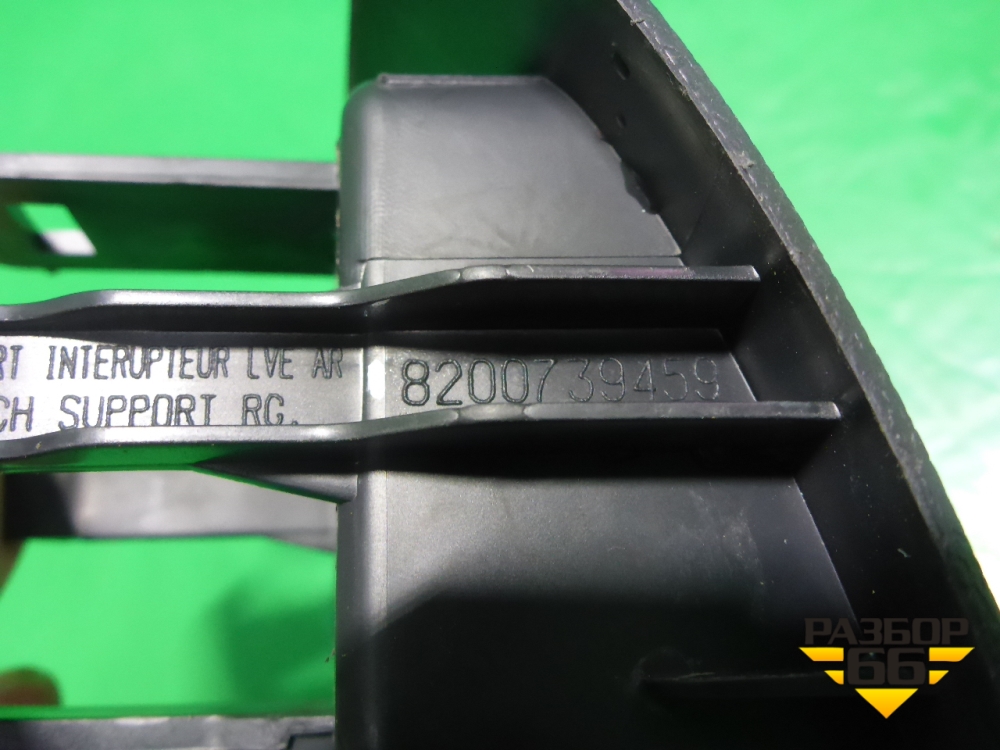 RT INTERUPTEUR LVE AR 8200739459
CH SUPPORT RG.
РАЗБОР
66